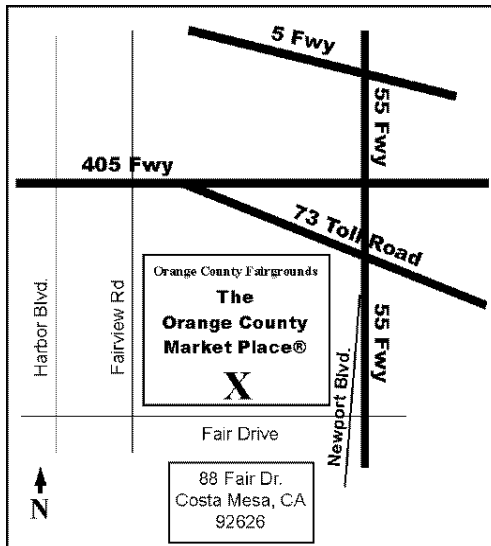 5 Fwy
55 Fwy
405 Fwy
73 Toll Road
Harbor Blvd.
Fairview Rd
Orange County Fairgrounds
The
Orange County
Market Place®
X
Newport Blvd.
55 Fwy
Fair Drive
N
88 Fair Dr.
Costa Mesa, CA
92626